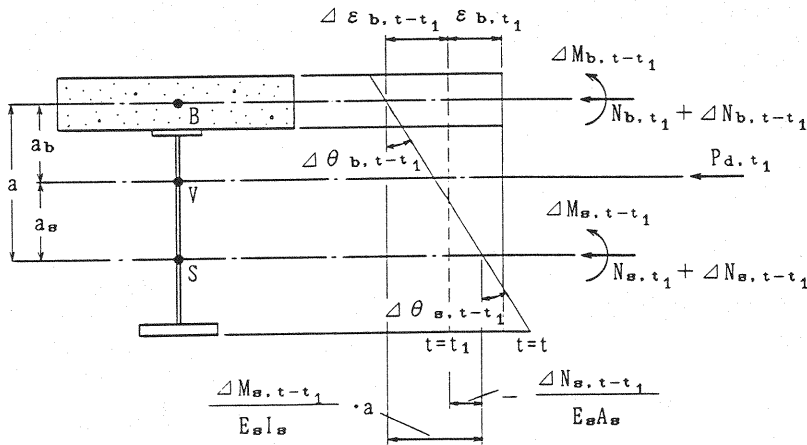 ⊿ε b, t−t₁ ε b, t₁
⊿M b, t−t₁
B
N b, t₁ + ⊿N b, t−t₁
a b
⊿θ b, t−t₁
P d, t₁
a
V
⊿M s, t−t₁
a s
S
N s, t₁ + ⊿N s, t−t₁
⊿θ s, t−t₁
t=t₁ t=t
⊿M s, t−t₁
E s I s
·a
− ⊿N s, t−t₁
E s A s